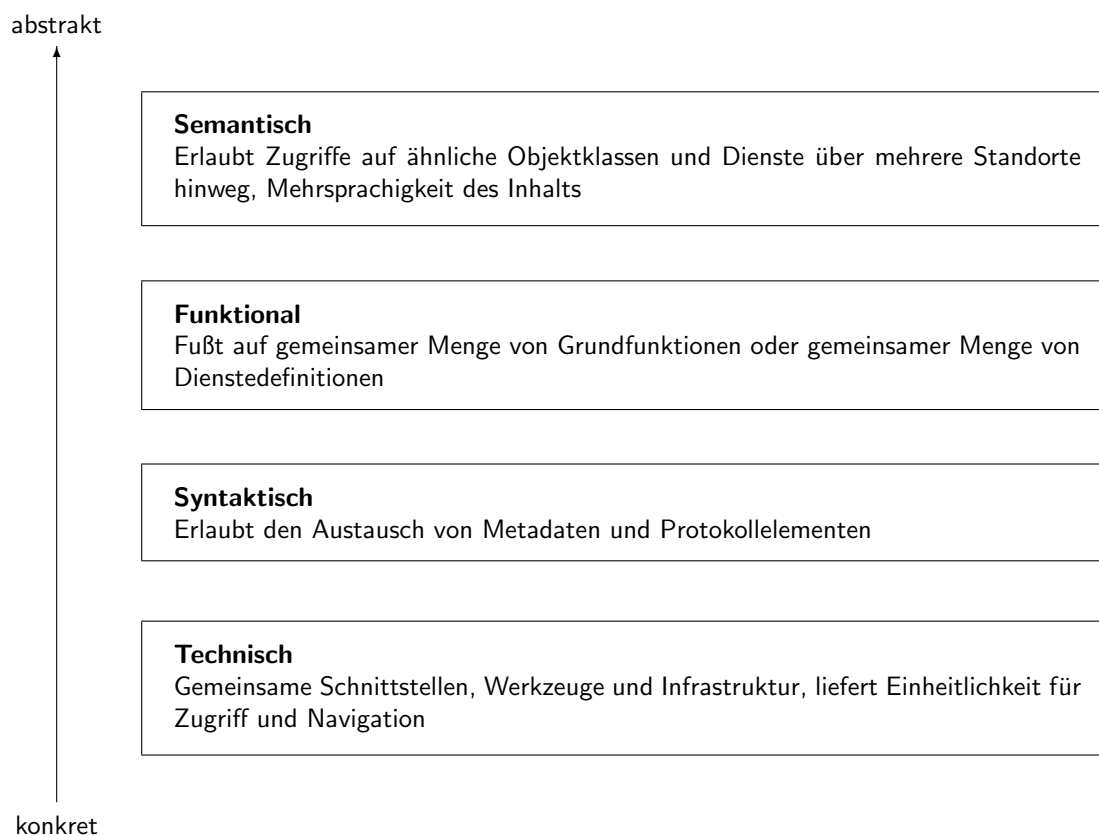 abstrakt
Semantisch
Erlaubt Zugriffe auf ähnliche Objektklassen und Dienste über mehrere Standorte
hinweg, Mehrsprachigkeit des Inhalts
Funktional
Fußt auf gemeinsamer Menge von Grundfunktionen oder gemeinsamer Menge von
Dienstedefinitionen
Syntaktisch
Erlaubt den Austausch von Metadaten und Protokollelementen
Technisch
Gemeinsame Schnittstellen, Werkzeuge und Infrastruktur, liefert Einheitlichkeit für
Zugriff und Navigation
konkret